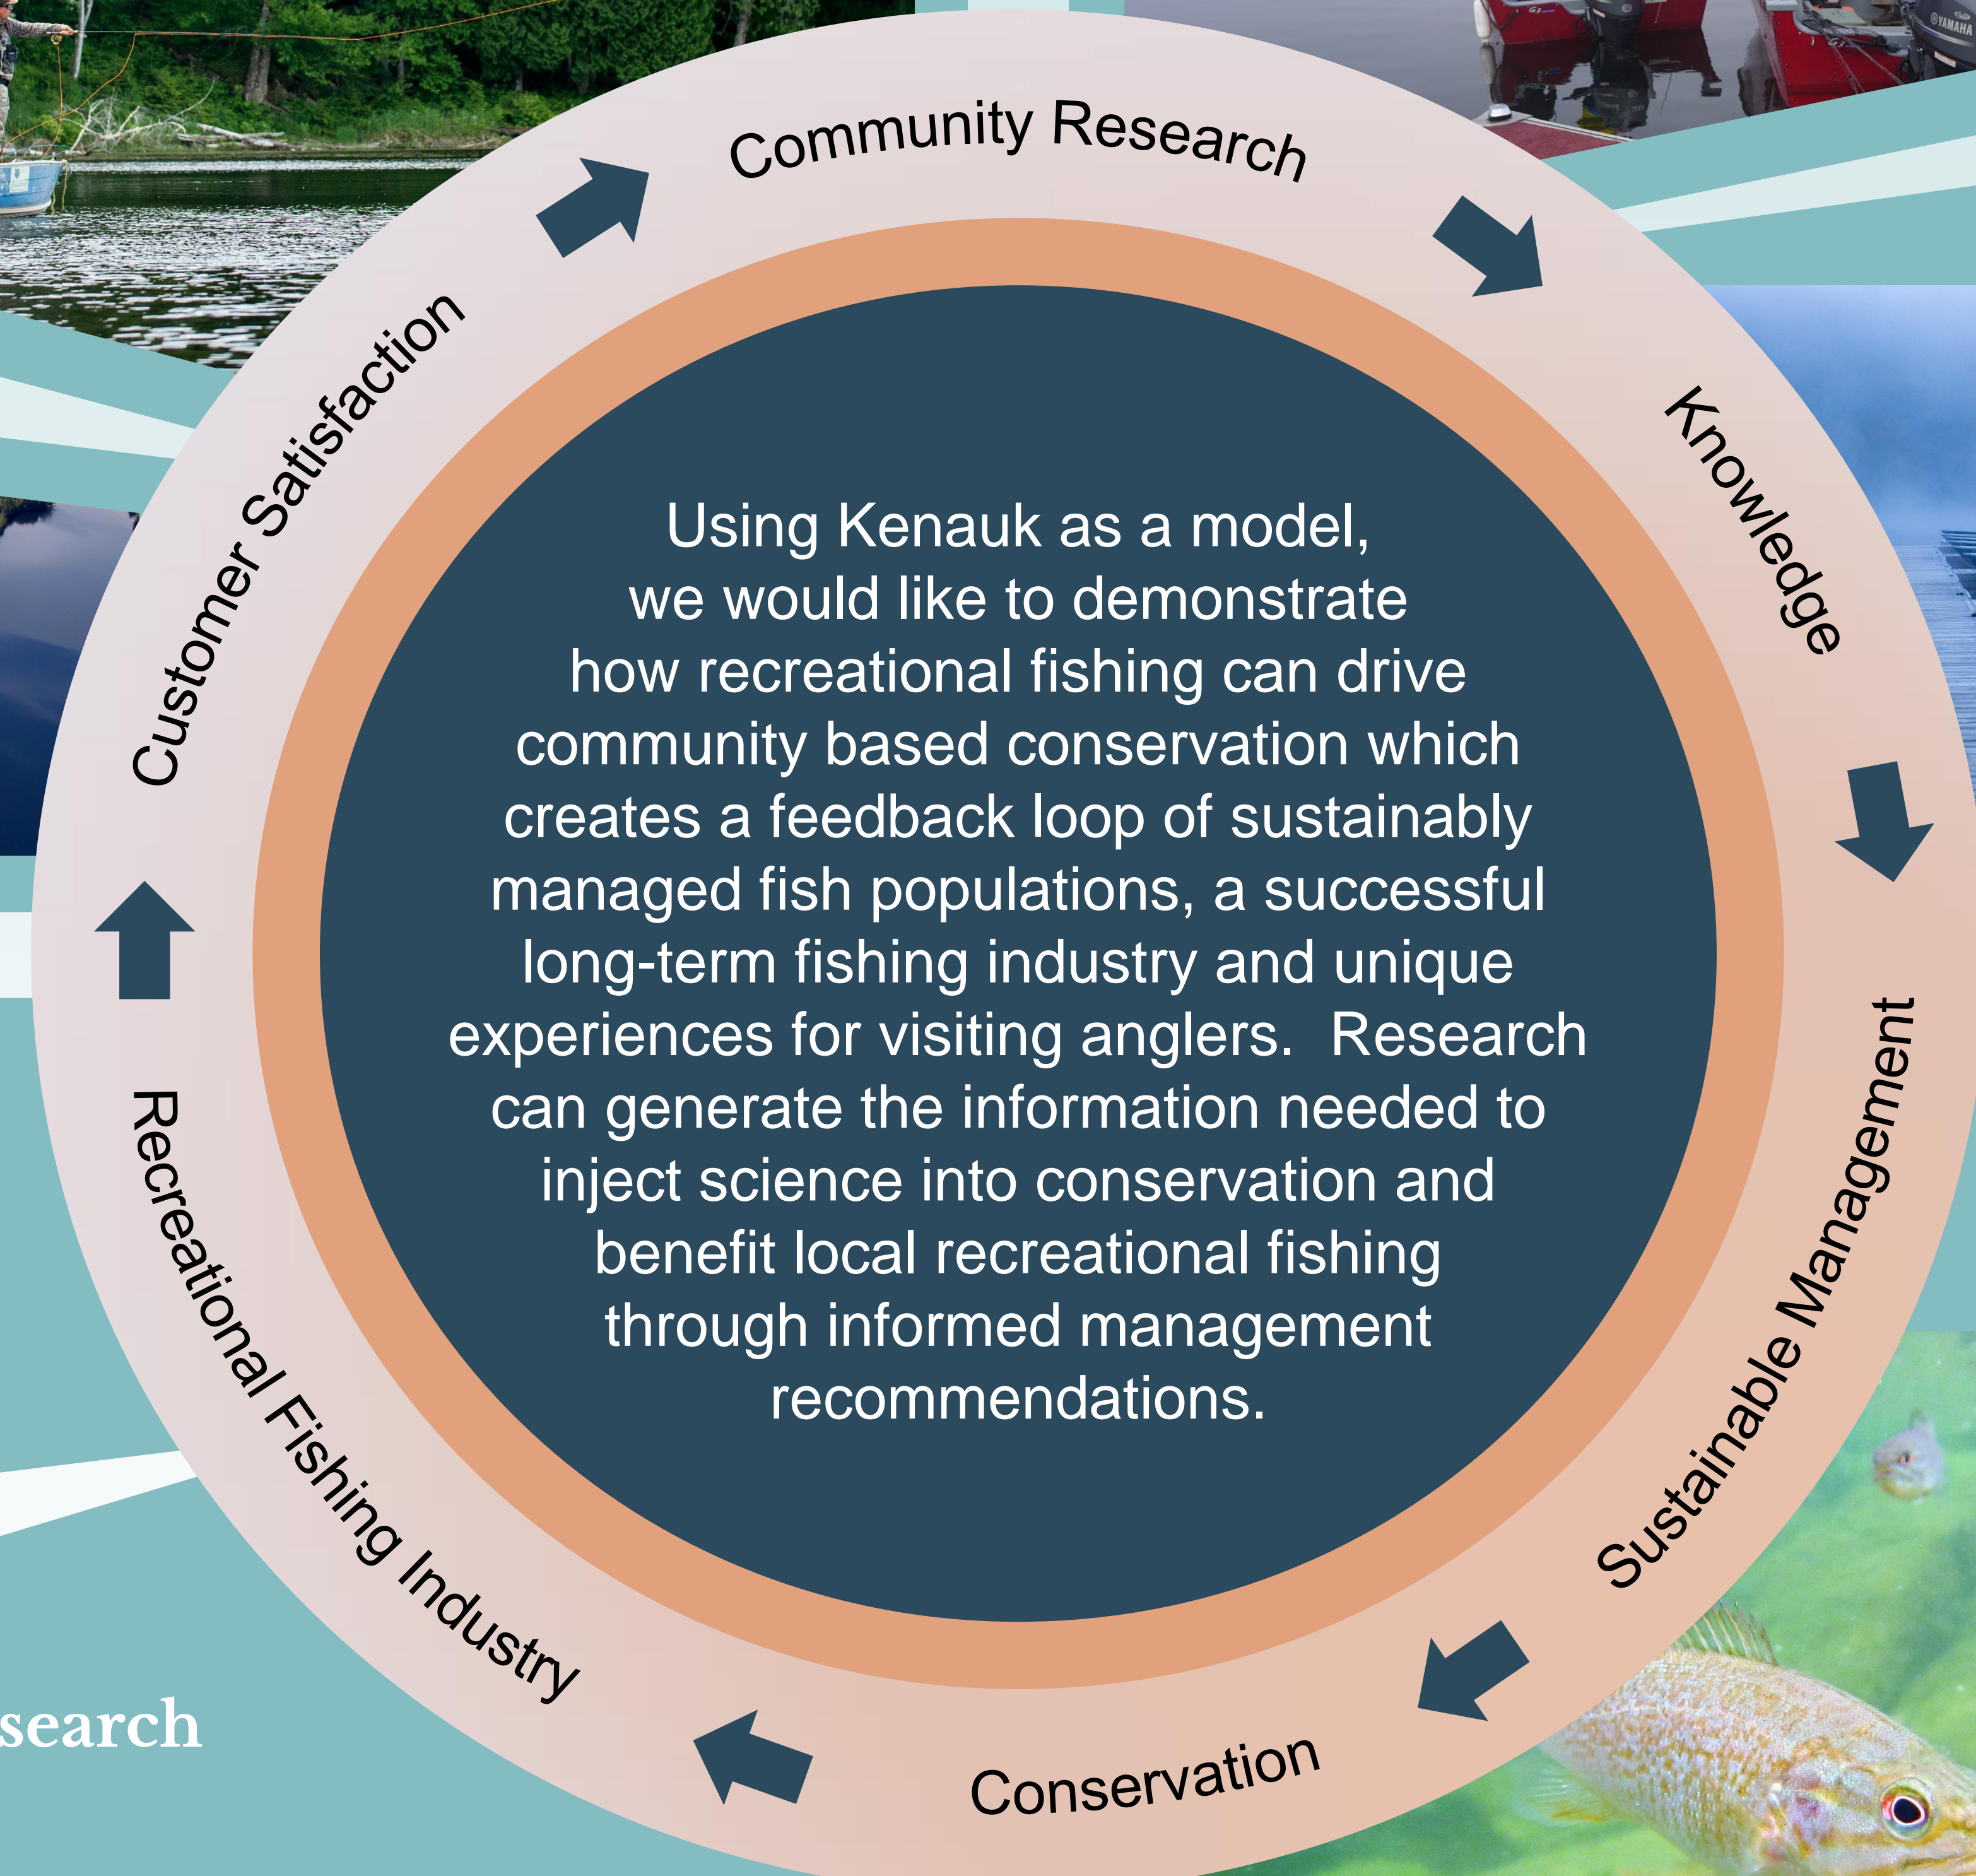 G3
YAMAHA
Community Research
Knowledge
Sustainable Management
Conservation
Recreational Fishing Industry
Customer Satisfaction
Using Kenauk as a model,
we would like to demonstrate
how recreational fishing can drive
community based conservation which
creates a feedback loop of sustainably
managed fish populations, a successful
long-term fishing industry and unique
experiences for visiting anglers.  Research
can generate the information needed to
inject science into conservation and
benefit local recreational fishing
through informed management
recommendations.
search